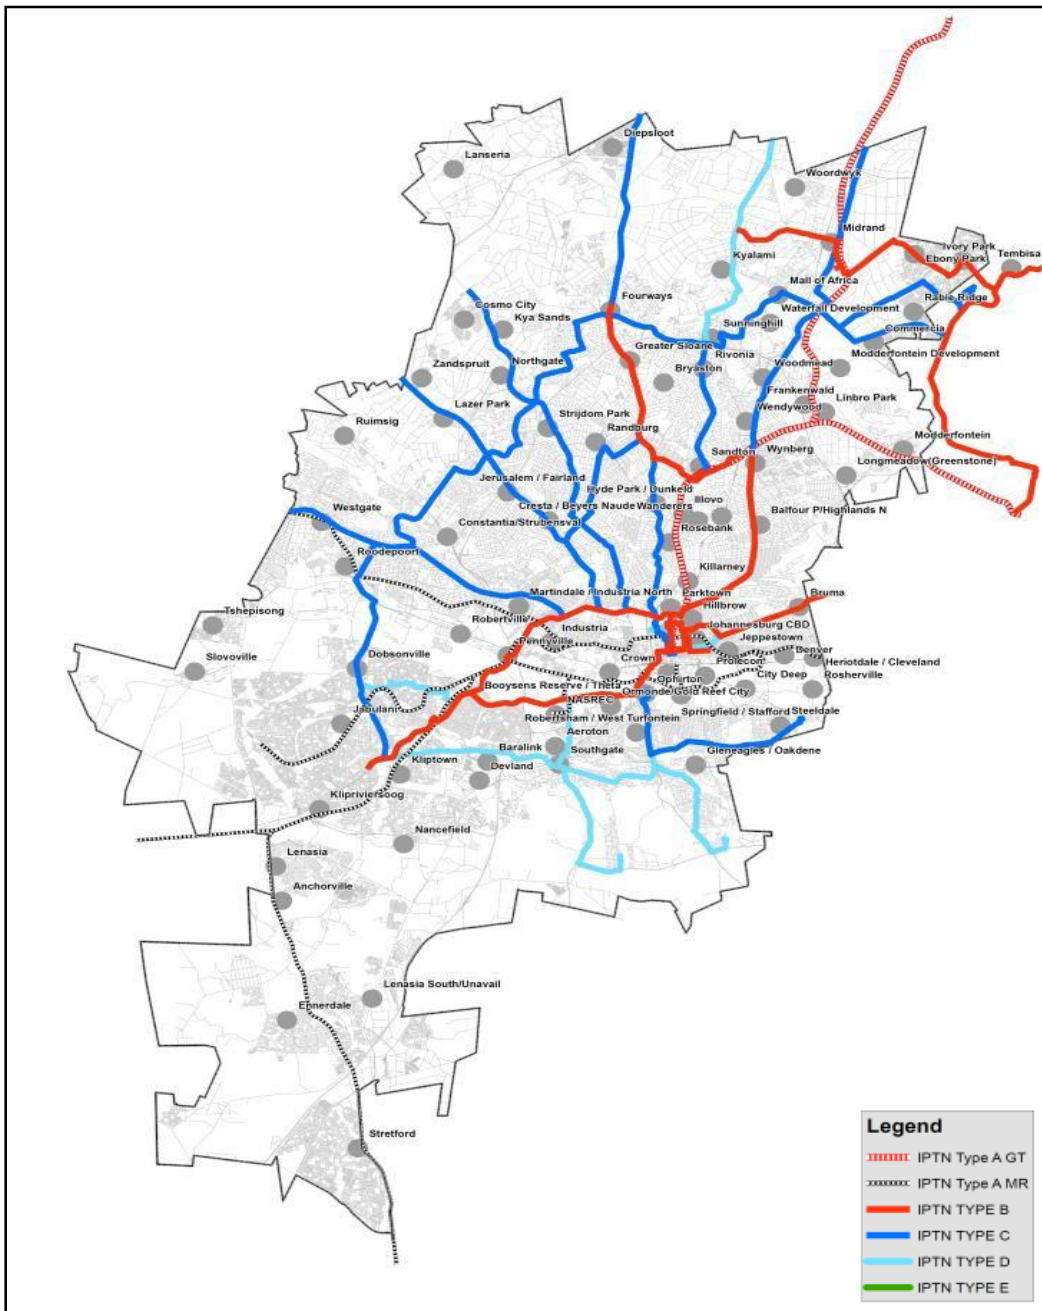 Diepsloot
Lanseria
Woordwyk
Midrand
Ivory Park
Ebony Park
Tembisa
Kyalami
Mall of Africa
Rabie Ridge
Cosmo City
Fourways
Waterfall Development
Kya Sands
Sunninghill
Commercia
Greater Sloane
Rivonia
Modderfontein Development
Zandspruit
Northgate
Bryaston
Woodmead
Frankenwald
Linbro Park
Lazer Park
Wendywood
Ruimsig
Strijdom Park
Randburg
Modderfontein
Sandton
Wynberg
Longmeadow(Greenstone)
Jerusalem / Fairland
Hyde Park / Dunkeld
Illovo
Westgate
Cresta / Beyers Naude
Wanderers
Constantia/Strubensval
Rosebank
Balfour P/Highlands N
Roodepoort
Killarney
Martindale / Industria North
Parktown
Bruma
Tshepisong
Hillbrow
Robertville
Industria
Johannesburg CBD
Pennyville
Jeppestown
Slovoville
Dobsonville
Crown
Prolecon
Denver
Heriotdale / Cleveland
City Deep
Rosherville
Booysens Reserve / Theta
Ophirton
Ormonde/Gold Reef City
Jabulani
NASREC
Springfield / Stafford
Steeldale
Robertsham / West Turfontein
Aeroton
Baralink
Southgate
Gleneagles / Oakdene
Kliptown
Devland
Klipriviersoog
Nancefield
Lenasia
Anchorville
Lenasia South/Unavail
Ennerdale
Stretford
Legend
IPTN Type A GT
IPTN Type A MR
IPTN TYPE B
IPTN TYPE C
IPTN TYPE D
IPTN TYPE E